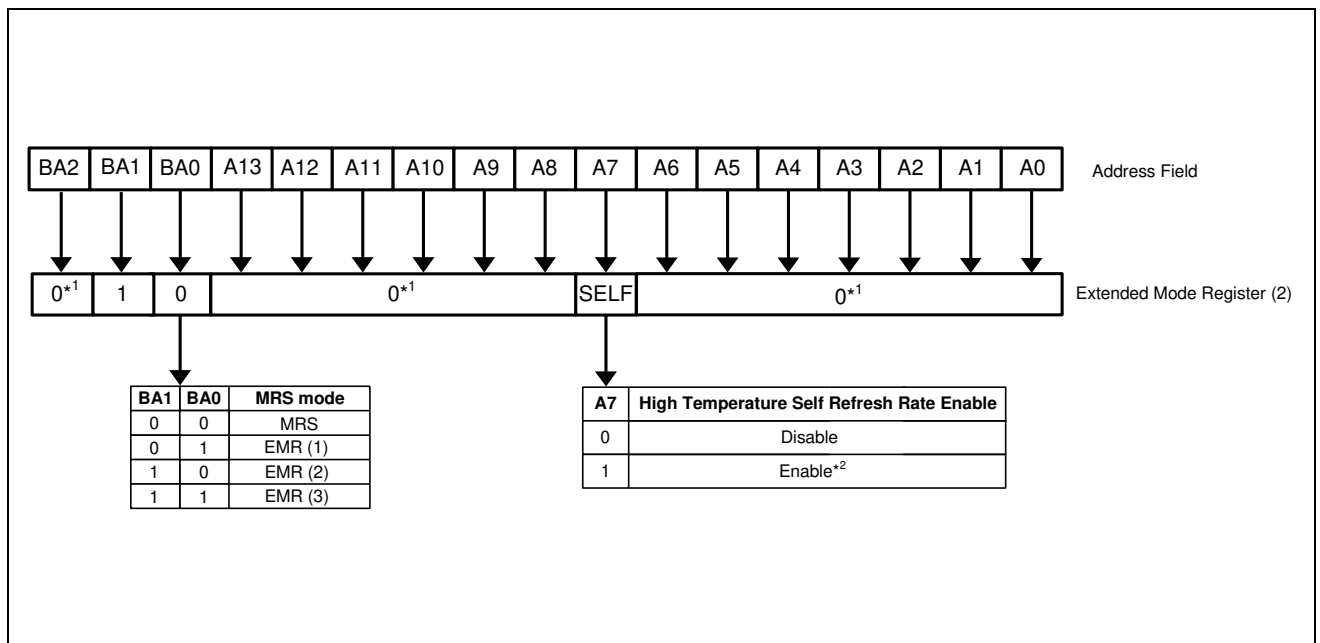 BA2 BA1 BA0 A13 A12 A11 A10 A9 A8 A7 A6 A5 A4 A3 A2 A1 A0 Address Field
0*1 1 0 0*1 SELF 0*1 Extended Mode Register (2)
BA1 BA0 MRS mode
0 0 MRS
0 1 EMR (1)
1 0 EMR (2)
1 1 EMR (3)
A7 High Temperature Self Refresh Rate Enable
0 Disable
1 Enable*2